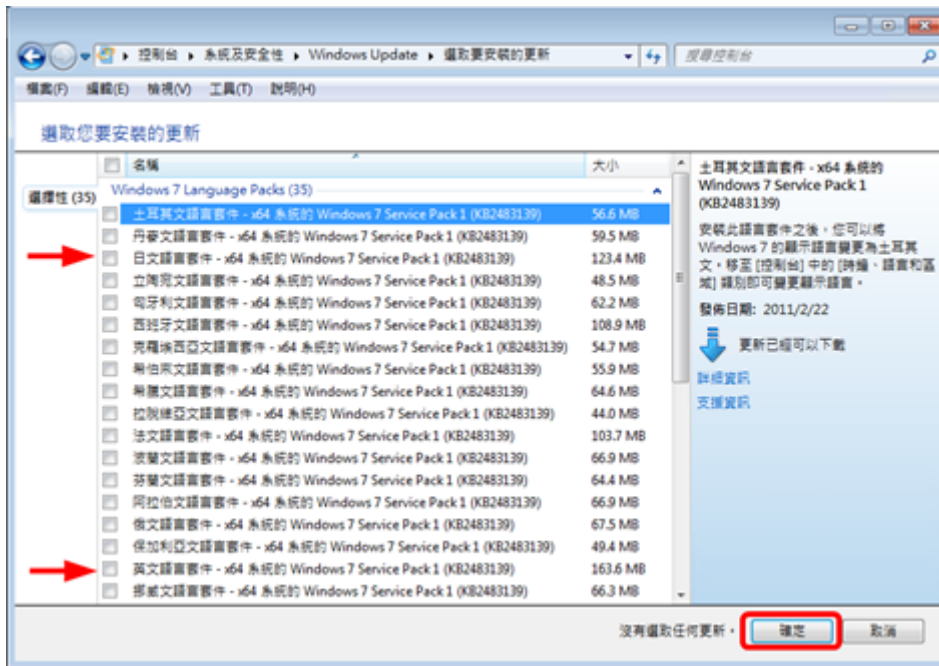 控制台 ▸ 系統及安全性 ▸ Windows Update ▸ 選取要安裝的更新
搜尋控制台
檔案(F) 編輯(E) 檢視(V) 工具(T) 說明(H)
選取您要安裝的更新
名稱 大小
選擇性 (35)
Windows 7 Language Packs (35)
土耳其文語言套件 - x64 系統的 Windows 7 Service Pack 1 (KB2483139) 56.6 MB
丹麥文語言套件 - x64 系統的 Windows 7 Service Pack 1 (KB2483139) 59.5 MB
日文語言套件 - x64 系統的 Windows 7 Service Pack 1 (KB2483139) 123.4 MB
立陶宛文語言套件 - x64 系統的 Windows 7 Service Pack 1 (KB2483139) 48.5 MB
匈牙利文語言套件 - x64 系統的 Windows 7 Service Pack 1 (KB2483139) 62.2 MB
西班牙文語言套件 - x64 系統的 Windows 7 Service Pack 1 (KB2483139) 108.9 MB
克羅埃西亞文語言套件 - x64 系統的 Windows 7 Service Pack 1 (KB2483139) 54.7 MB
希伯來文語言套件 - x64 系統的 Windows 7 Service Pack 1 (KB2483139) 55.9 MB
希臘文語言套件 - x64 系統的 Windows 7 Service Pack 1 (KB2483139) 64.6 MB
拉脫維亞文語言套件 - x64 系統的 Windows 7 Service Pack 1 (KB2483139) 44.0 MB
法文語言套件 - x64 系統的 Windows 7 Service Pack 1 (KB2483139) 103.7 MB
波蘭文語言套件 - x64 系統的 Windows 7 Service Pack 1 (KB2483139) 66.9 MB
芬蘭文語言套件 - x64 系統的 Windows 7 Service Pack 1 (KB2483139) 64.4 MB
阿拉伯文語言套件 - x64 系統的 Windows 7 Service Pack 1 (KB2483139) 66.9 MB
俄文語言套件 - x64 系統的 Windows 7 Service Pack 1 (KB2483139) 67.5 MB
保加利亞文語言套件 - x64 系統的 Windows 7 Service Pack 1 (KB2483139) 49.4 MB
英文語言套件 - x64 系統的 Windows 7 Service Pack 1 (KB2483139) 163.6 MB
挪威文語言套件 - x64 系統的 Windows 7 Service Pack 1 (KB2483139) 66.3 MB
土耳其文語言套件 - x64 系統的
Windows 7 Service Pack 1
(KB2483139)
安裝此語言套件之後，您可以將
Windows 7 的顯示語言變更為土耳其
文。移至 [控制台] 中的 [時鐘、語言和區
域] 類別即可變更顯示語言。
發佈日期: 2011/2/22
更新已經可以下載
詳細資訊
支援資訊
沒有選取任何更新。 確定 取消